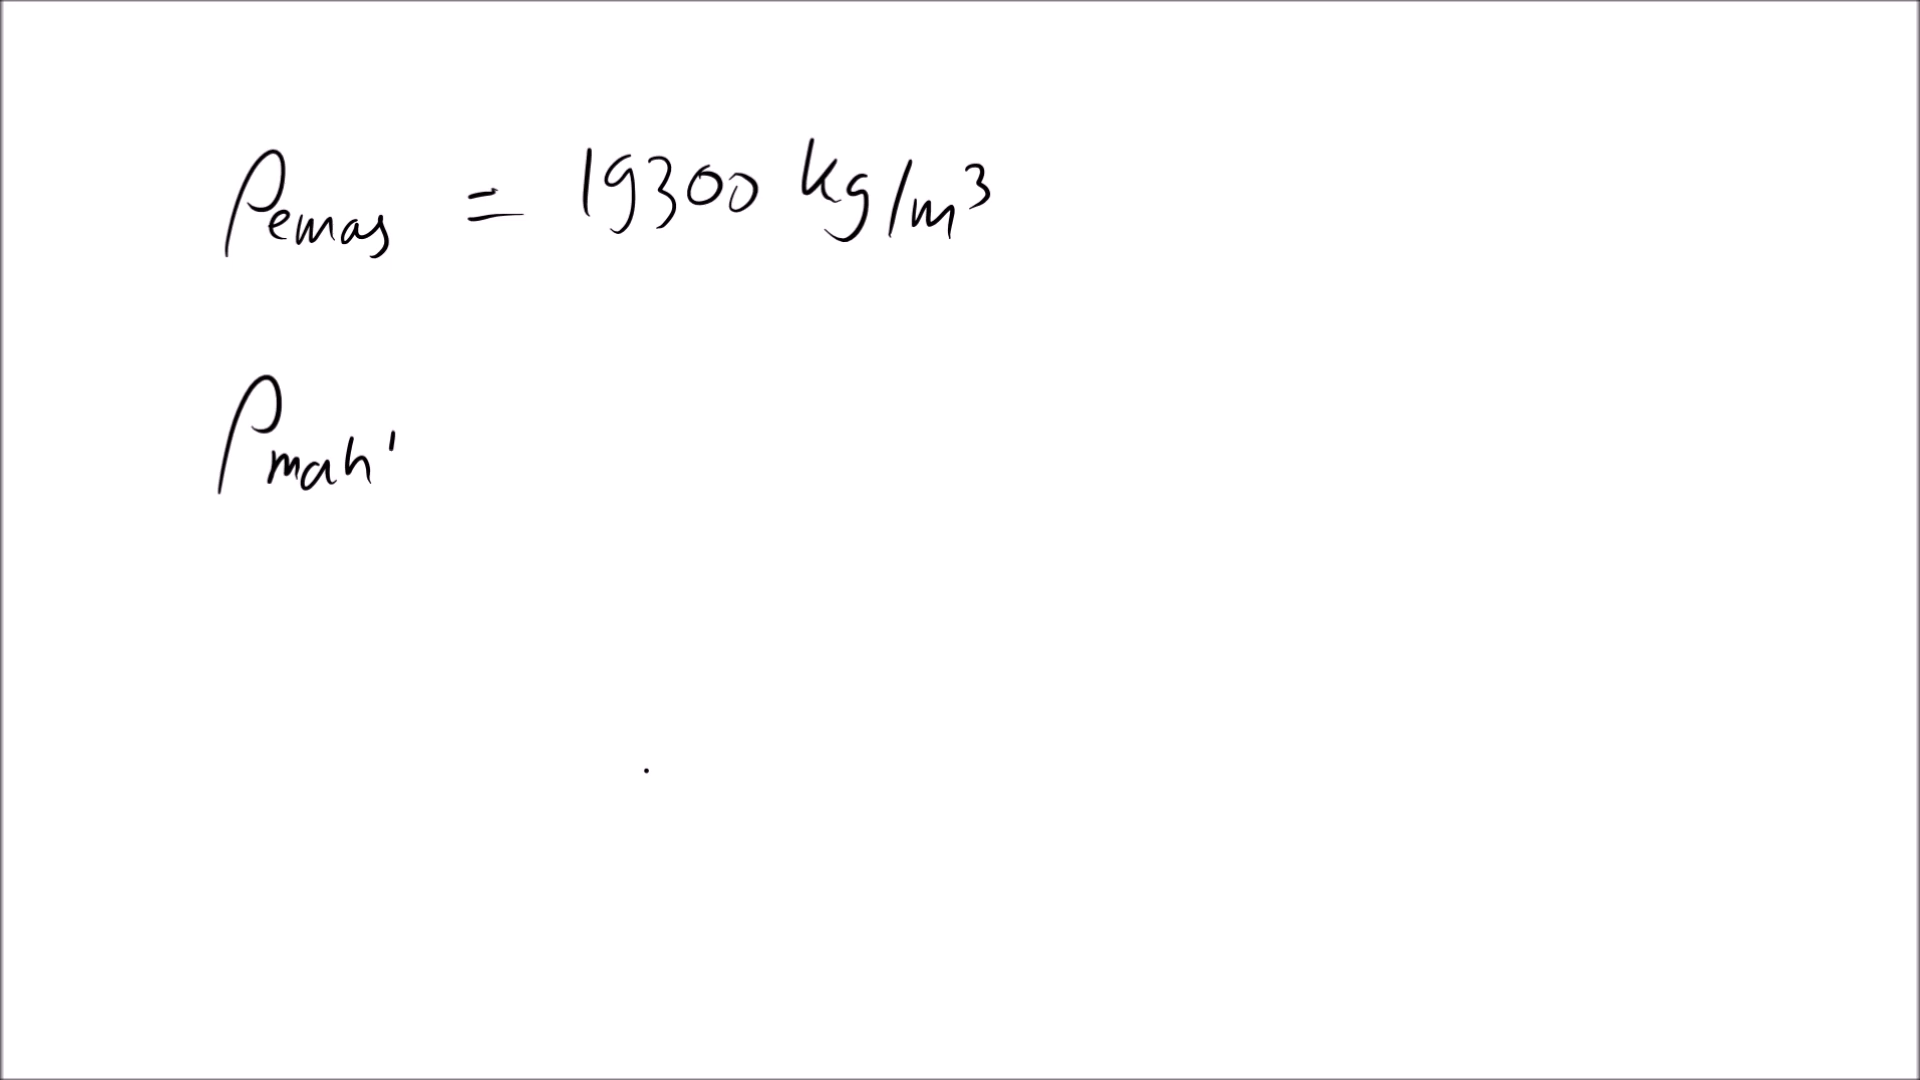 ρemas = 19300 kg/m³
ρmah'